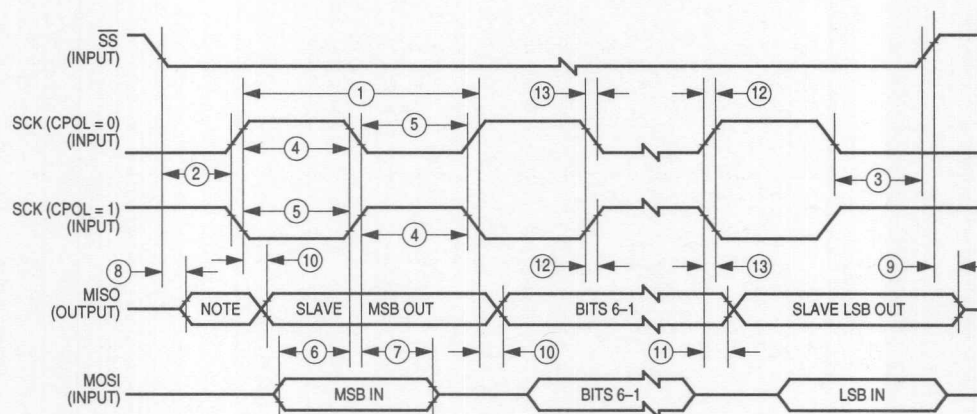 SS
(INPUT)
①
⑬
⑫
SCK (CPOL = 0)
(INPUT)
⑤
④
②
③
SCK (CPOL = 1)
(INPUT)
⑤
④
⑧
⑩
⑫
⑬
⑨
MISO
(OUTPUT)
NOTE
SLAVE
MSB OUT
BITS 6–1
SLAVE LSB OUT
⑥
⑦
⑩
⑪
MOSI
(INPUT)
MSB IN
BITS 6–1
LSB IN